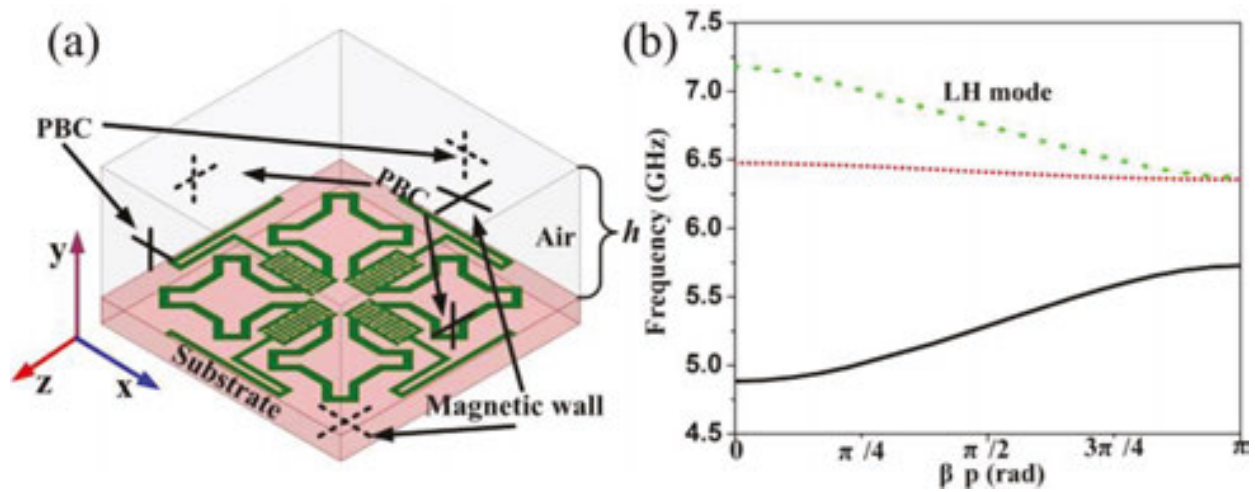 (a)
PBC
PBC
Air
h
y
z
x
Substrate
Magnetic wall
(b)
7.5
7.0
6.5
6.0
5.5
5.0
4.5
Frequency (GHz)
LH mode
0
π/4
π/2
3π/4
π
β p (rad)